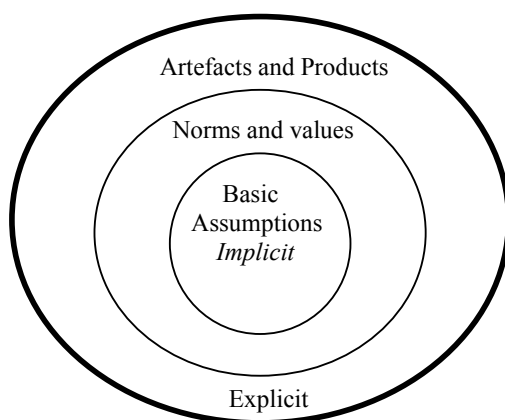 Artefacts and Products
Norms and values
Basic
Assumptions
Implicit
Explicit